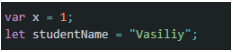 var x = 1;
let studentName = "Vasiliy";